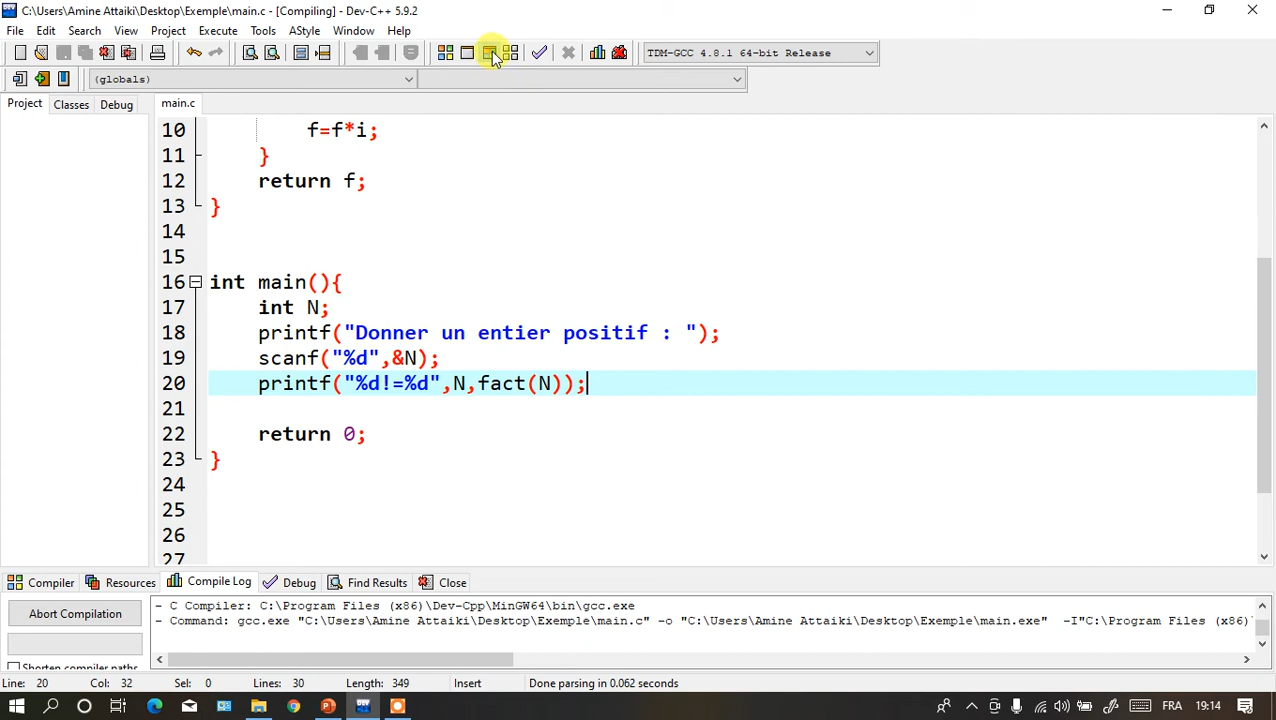 C:\Users\Amine Attaiki\Desktop\Exemple\main.c - [Compiling] - Dev-C++ 5.9.2
File Edit Search View Project Execute Tools AStyle Window Help
TDM-GCC 4.8.1 64-bit Release
(globals)
Project Classes Debug main.c
10 f=f*i;
11 }
12 return f;
13 }
14
15
16 int main(){
17 int N;
18 printf("Donner un entier positif : ");
19 scanf("%d",&N);
20 printf("%d!=%d",N,fact(N));
21
22 return 0;
23 }
24
25
26
27
Compiler Resources Compile Log Debug Find Results Close
Abort Compilation
Shorten compiler paths
- C Compiler: C:\Program Files (x86)\Dev-Cpp\MinGW64\bin\gcc.exe
- Command: gcc.exe "C:\Users\Amine Attaiki\Desktop\Exemple\main.c" -o "C:\Users\Amine Attaiki\Desktop\Exemple\main.exe" -I"C:\Program Files (x86)
Line: 20 Col: 32 Sel: 0 Lines: 30 Length: 349 Insert Done parsing in 0.062 seconds
DEV FRA 19:14